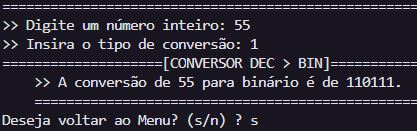 ================================================
>> Digite um número inteiro: 55
>> Insira o tipo de conversão: 1
====================[CONVERSOR DEC > BIN]====================
>> A conversão de 55 para binário é de 110111.
================================================
Deseja voltar ao Menu? (s/n) ? s